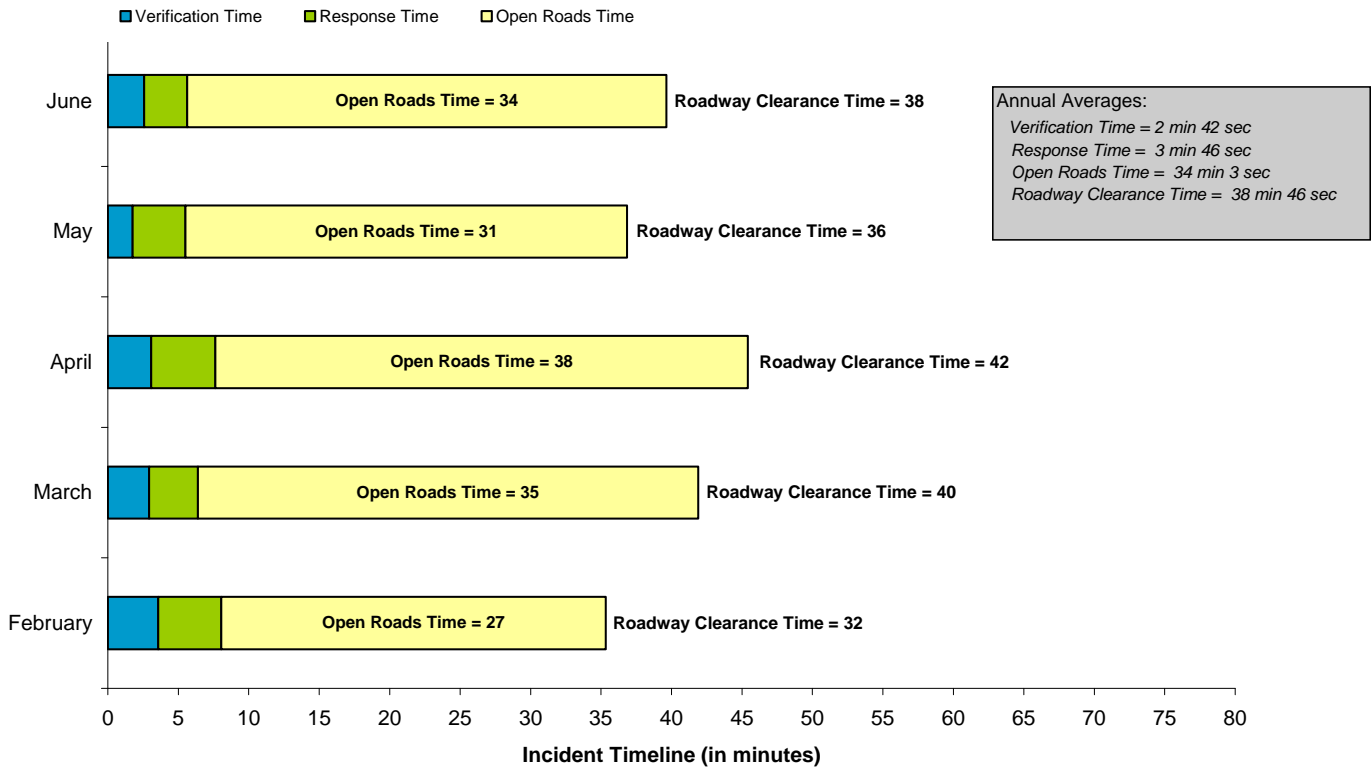 Verification Time Response Time Open Roads Time
June
Open Roads Time = 34
Roadway Clearance Time = 38
Annual Averages:
Verification Time = 2 min 42 sec
Response Time = 3 min 46 sec
Open Roads Time = 34 min 3 sec
Roadway Clearance Time = 38 min 46 sec
May
Open Roads Time = 31
Roadway Clearance Time = 36
April
Open Roads Time = 38
Roadway Clearance Time = 42
March
Open Roads Time = 35
Roadway Clearance Time = 40
February
Open Roads Time = 27
Roadway Clearance Time = 32
0 5 10 15 20 25 30 35 40 45 50 55 60 65 70 75 80
Incident Timeline (in minutes)